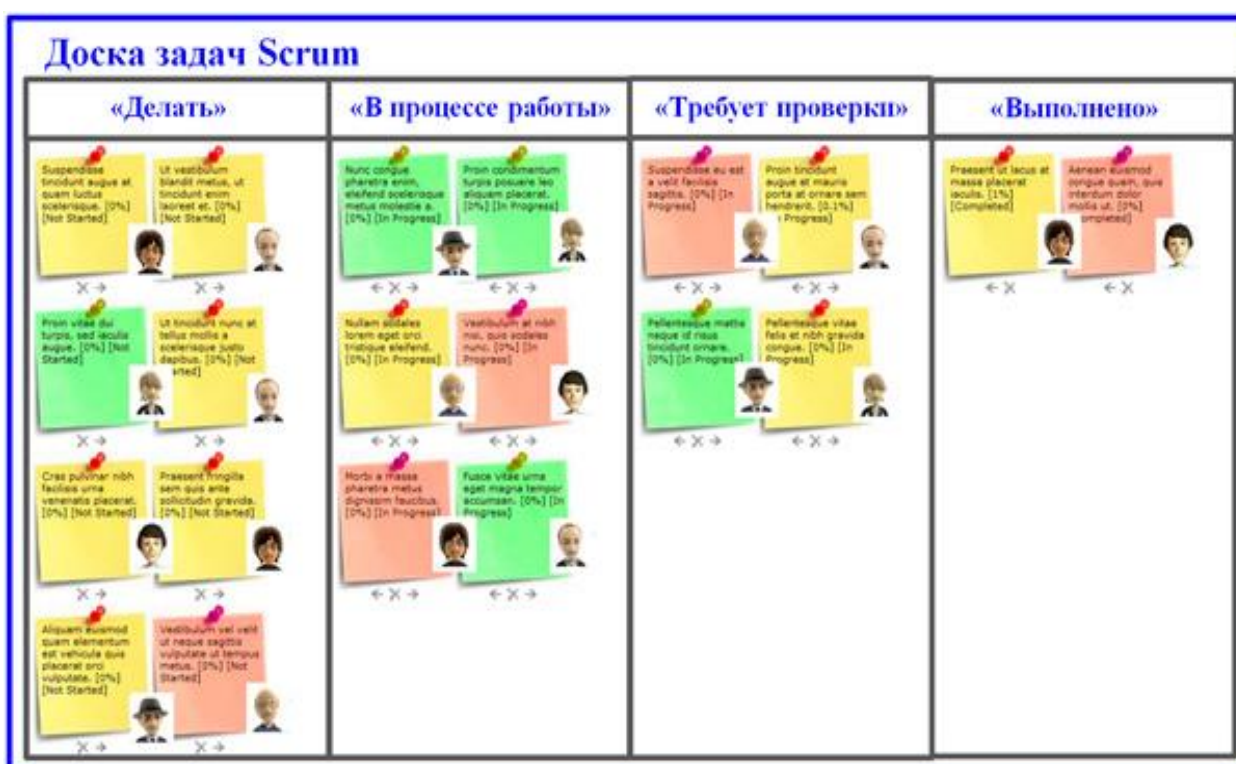 Доска задач Scrum
«Делать»
«В процессе работы»
«Требует проверки»
«Выполнено»
Suspendisse
tincidunt augue at
quam luctus
scelerisque. [0%]
[Not Started]
Ut vestibulum
blandit metus, ut
tincidunt enim
laoreet et. [0%]
[Not Started]
Nunc congue
pharetra enim,
eleifend scelerisque
metus molestie a.
[0%] [In Progress]
Proin condimentum
turpis posuere leo
aliquam placerat.
[0%] [In Progress]
Suspendisse eu est
a velit facilisis
sagittis. [0%] [In
Progress]
Proin tincidunt
augue at mauris
porta at ornare sem
hendrerit. [0.1%]
Progress]
Praesent ut lacus at
massa placerat
iaculis. [1%]
[Completed]
Aenean euismod
congue quam, quis
interdum dolor
mollis ut. [0%]
Proin vitae dui
turpis, sed iaculis
augue. [0%] [Not
Started]
Ut tincidunt nunc at
tellus mollis a
scelerisque justo
dapibus. [0%] [Not
Nullam sodales
lorem eget orci
tristique eleifend.
[0%] [In Progress]
Vestibulum at nibh
nisi, quis sodales
nunc. [0%] [In
Progress]
Pellentesque mattis
neque id risus
tincidunt ornare.
[0%] [In Progress]
Pellentesque vitae
felis et nibh gravida
congue. [0%] [In
Progress]
Cras pulvinar nibh
facilisis urna
venenatis placerat.
[0%] [Not Started]
Praesent fringilla
sem quis ante
sollicitudin gravida.
[0%] [Not Started]
Morbi a massa
pharetra metus
dignissim faucibus.
[0%] [In Progress]
Fusce vitae urna
eget magna tempor
accumsan. [0%] [In
Progress]
Aliquam euismod
quam elementum
est vehicula quis
placerat orci
vulputate. [0%]
[Not Started]
Vestibulum vel velit
ut neque sagittis
vulputate ut tempus
metus. [0%] [Not
Started]